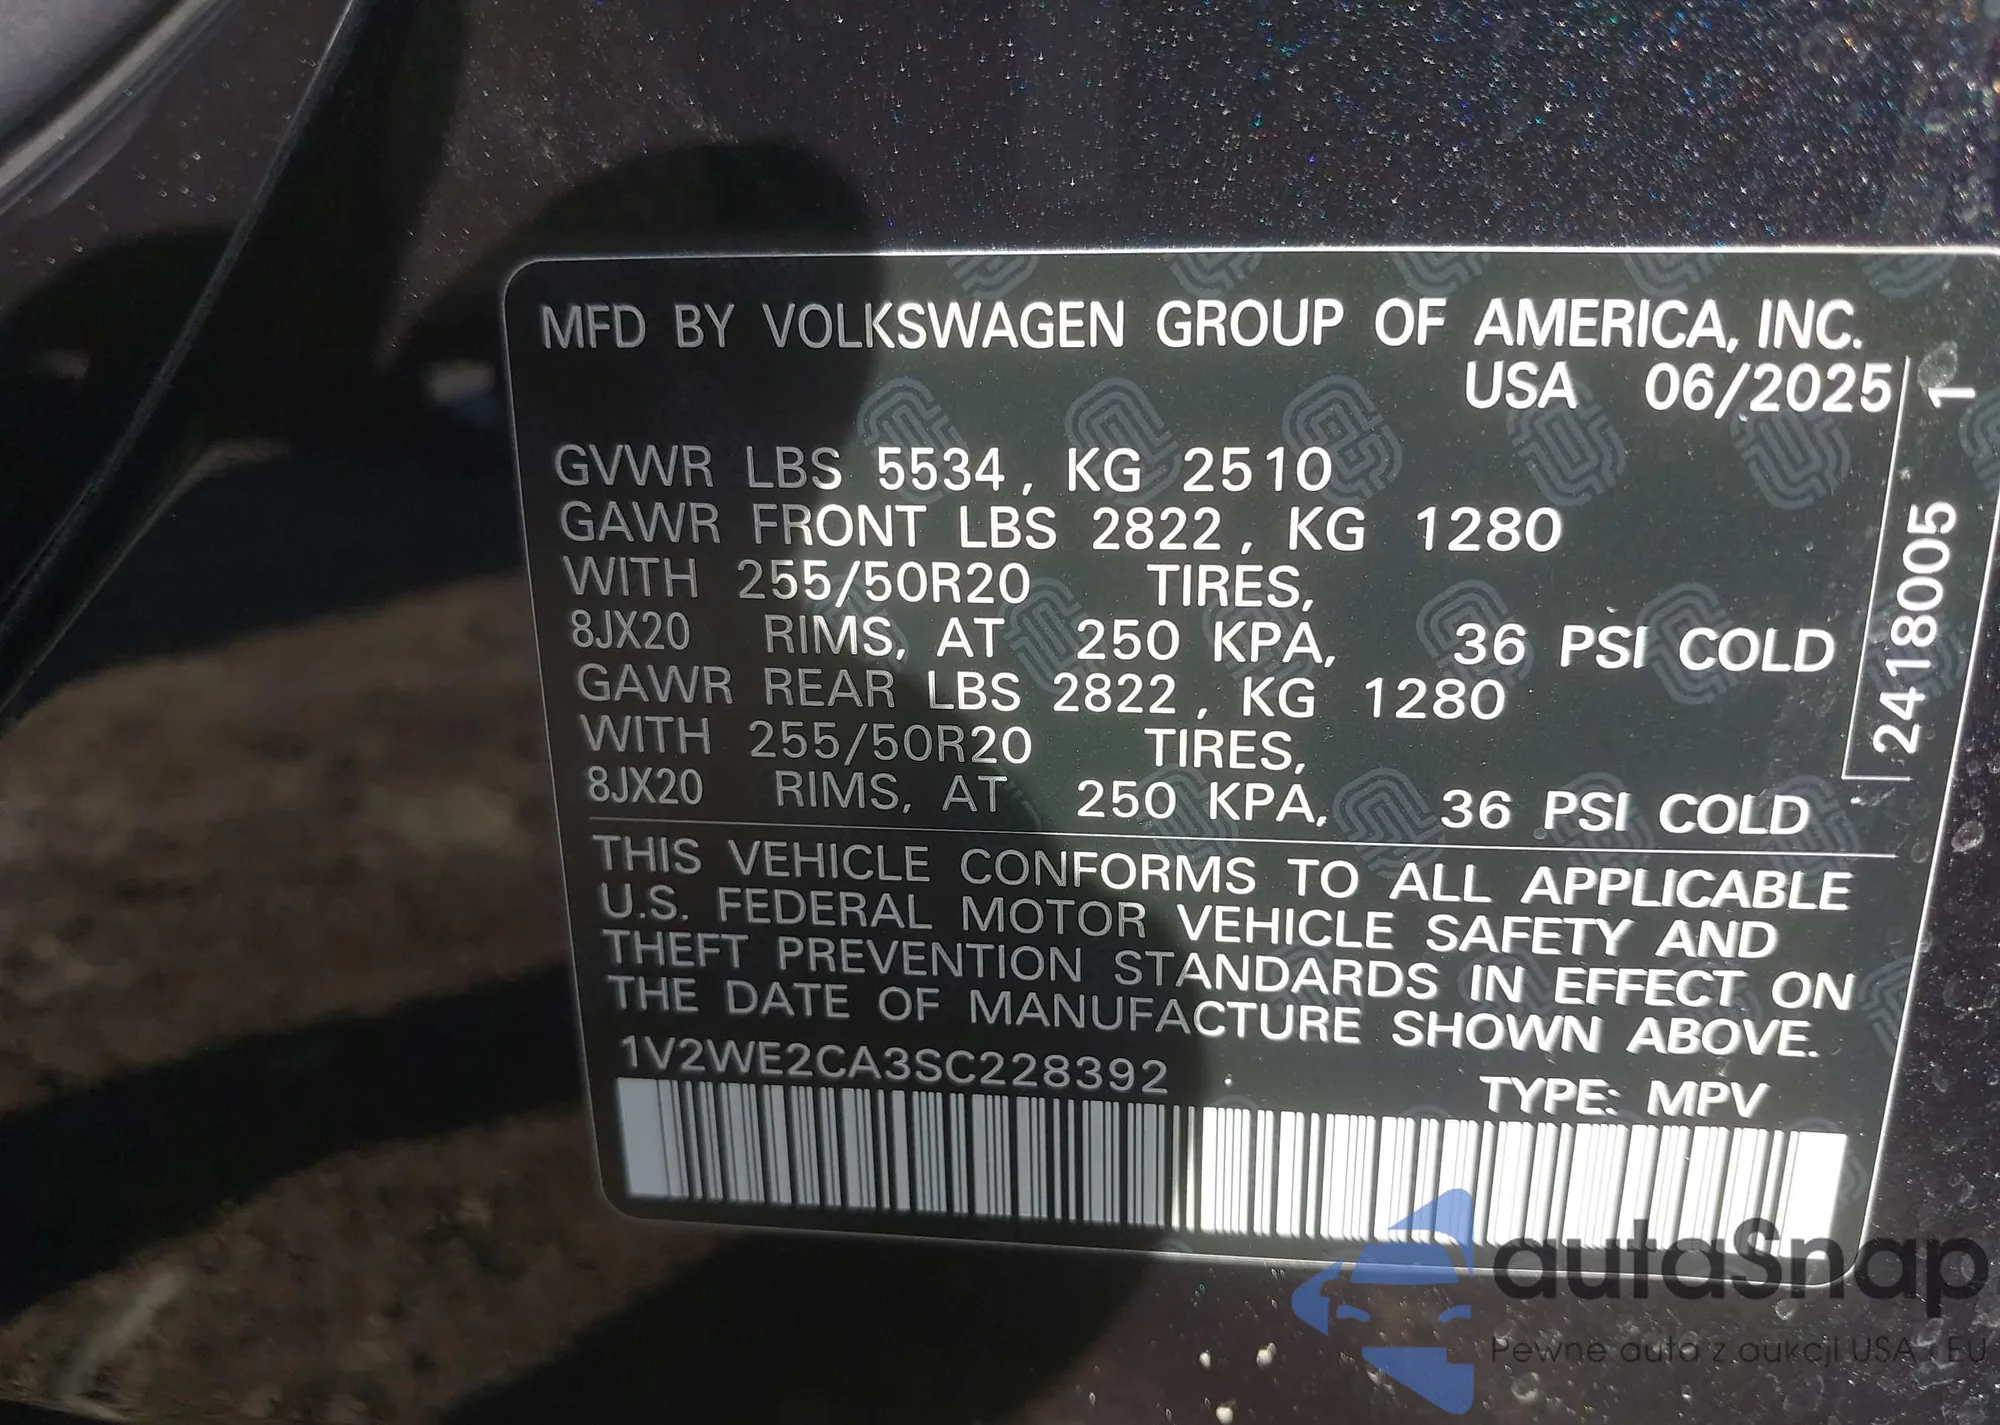 MFD BY VOLKSWAGEN GROUP OF AMERICA, INC.
USA 06/2025
GVWR LBS 5534, KG 2510
GAWR FRONT LBS 2822, KG 1280
WITH 255/50R20 TIRES,
8JX20 RIMS, AT 250 KPA, 36 PSI COLD
GAWR REAR LBS 2822, KG 1280
WITH 255/50R20 TIRES,
8JX20 RIMS, AT 250 KPA, 36 PSI COLD
2418005 1
THIS VEHICLE CONFORMS TO ALL APPLICABLE
U.S. FEDERAL MOTOR VEHICLE SAFETY AND
THEFT PREVENTION STANDARDS IN EFFECT ON
THE DATE OF MANUFACTURE SHOWN ABOVE.
1V2WE2CA3SC228392
TYPE: MPV
autaSnap
Pewne auta z aukcji USA i EU